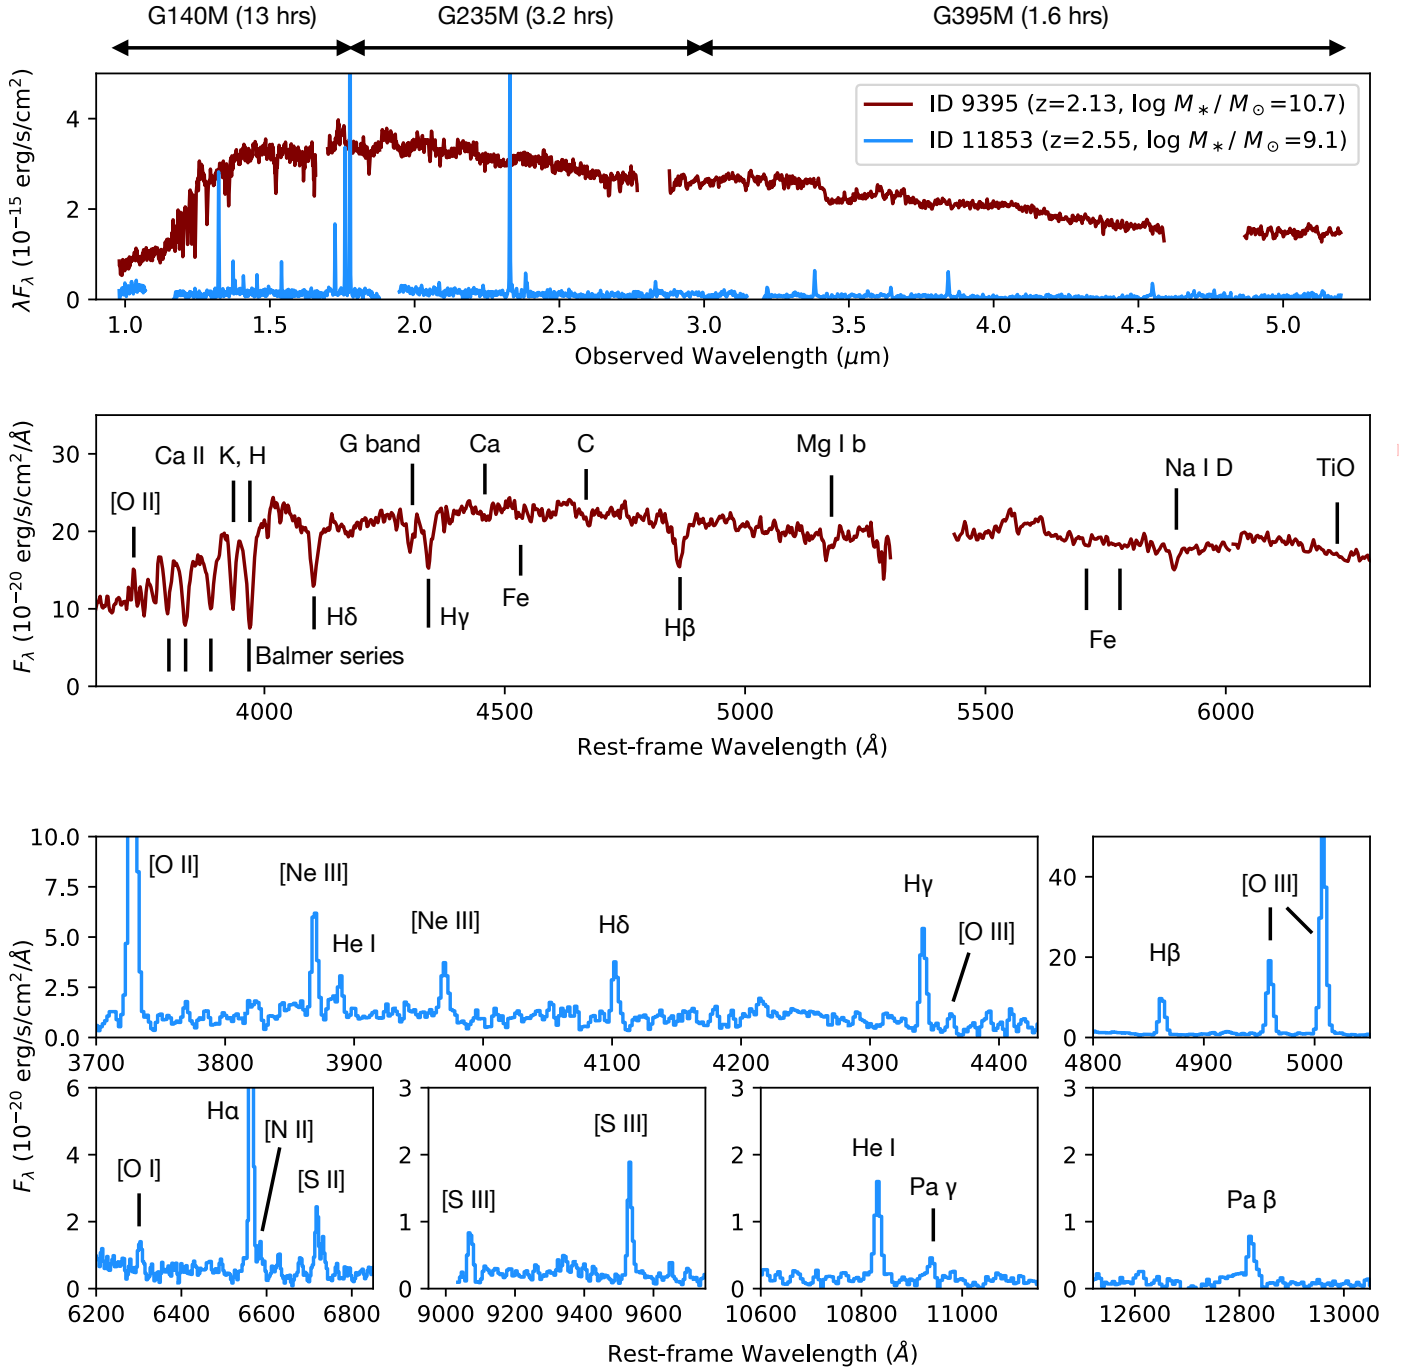 G140M (13 hrs) G235M (3.2 hrs) G395M (1.6 hrs)
λF_λ (10⁻¹⁵ erg/s/cm²)
4
2
0
ID 9395 (z=2.13, log M_*/ M_⊙=10.7)
ID 11853 (z=2.55, log M_*/ M_⊙=9.1)
1.0 1.5 2.0 2.5 3.0 3.5 4.0 4.5 5.0
Observed Wavelength (μm)
F_λ (10⁻²⁰ erg/s/cm²/Å)
30
20
10
0
G band Ca C Mg I b
Ca II K, H
Na I D TiO
[O II]
Fe
Hδ Hγ
Hβ
Fe
Balmer series
4000 4500 5000 5500 6000
Rest-frame Wavelength (Å)
F_λ (10⁻²⁰ erg/s/cm²/Å)
10.0
7.5
5.0
2.5
0.0
[O II] [Ne III] He I [Ne III] Hδ Hγ [O III]
3700 3800 3900 4000 4100 4200 4300 4400
40
20
0
Hβ [O III]
4800 4900 5000
6
4
2
0
[O I] Hα [N II] [S II]
6200 6400 6600 6800
3
2
1
0
[S III] [S III]
9000 9200 9400 9600
3
2
1
0
He I Pa γ
10600 10800 11000
3
2
1
0
Pa β
12600 12800 13000
Rest-frame Wavelength (Å)